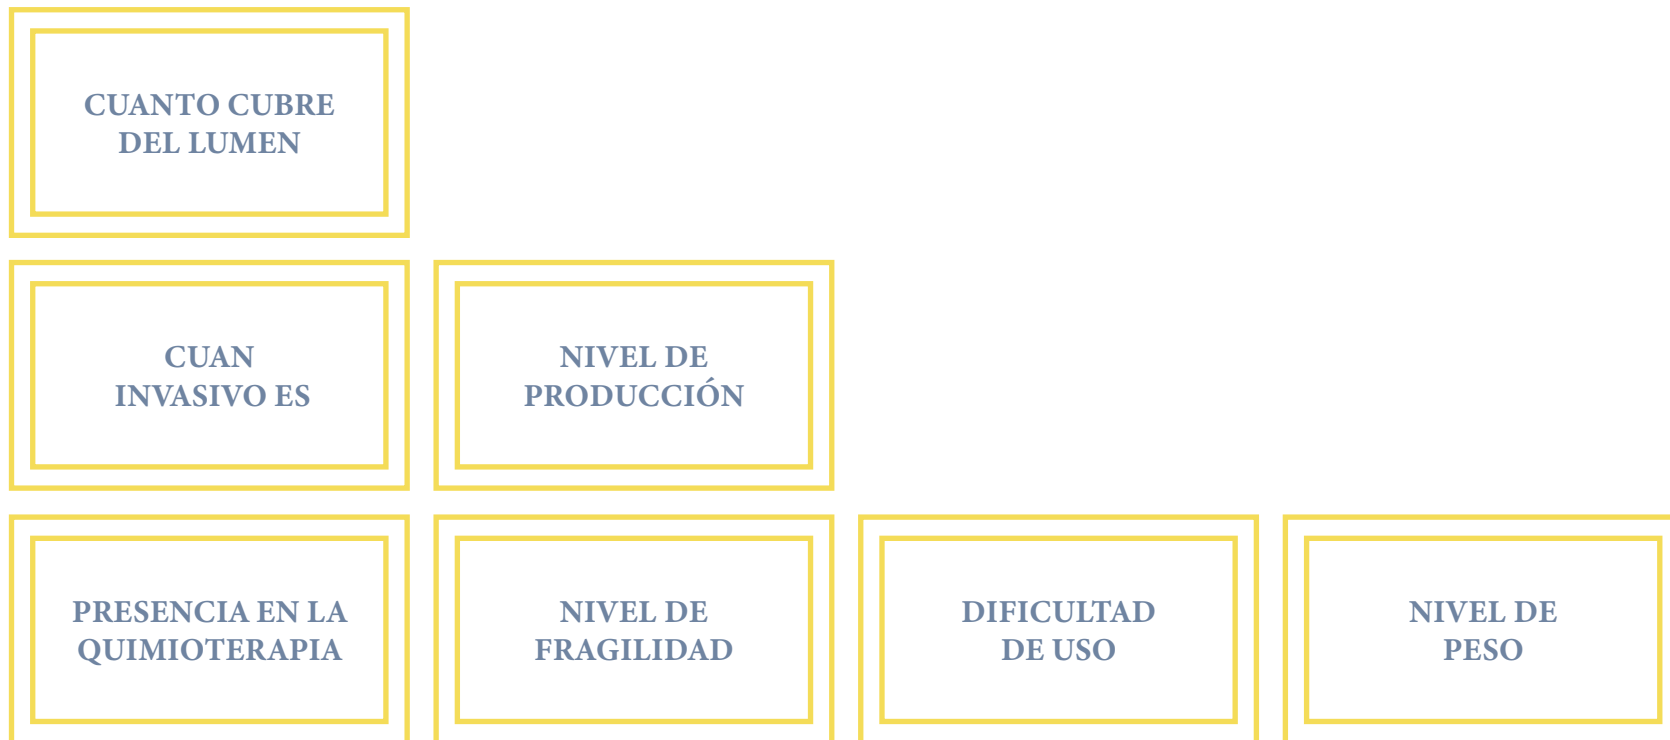 CUANTO CUBRE
DEL LUMEN
CUAN
INVASIVO ES
NIVEL DE
PRODUCCIÓN
PRESENCIA EN LA
QUIMIOTERAPIA
NIVEL DE
FRAGILIDAD
DIFICULTAD
DE USO
NIVEL DE
PESO